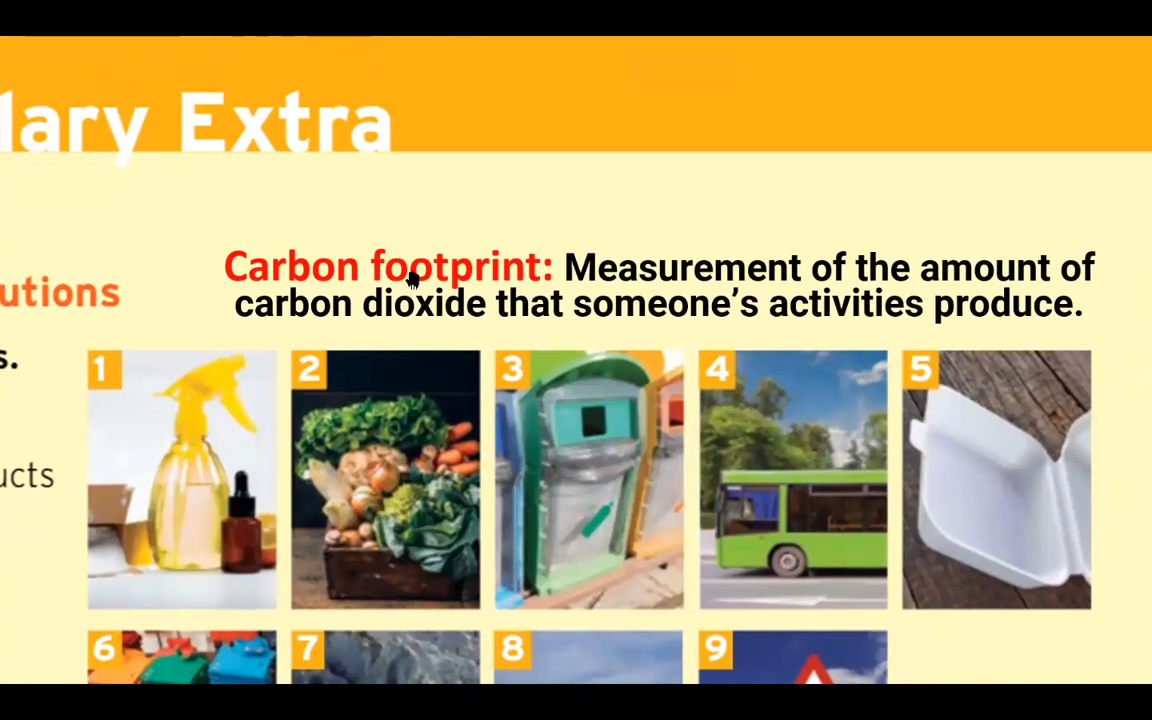 lary Extra
Carbon footprint: Measurement of the amount of
utions
carbon dioxide that someone's activities produce.
s.
1 2 3 4 5
ucts
6 7 8 9